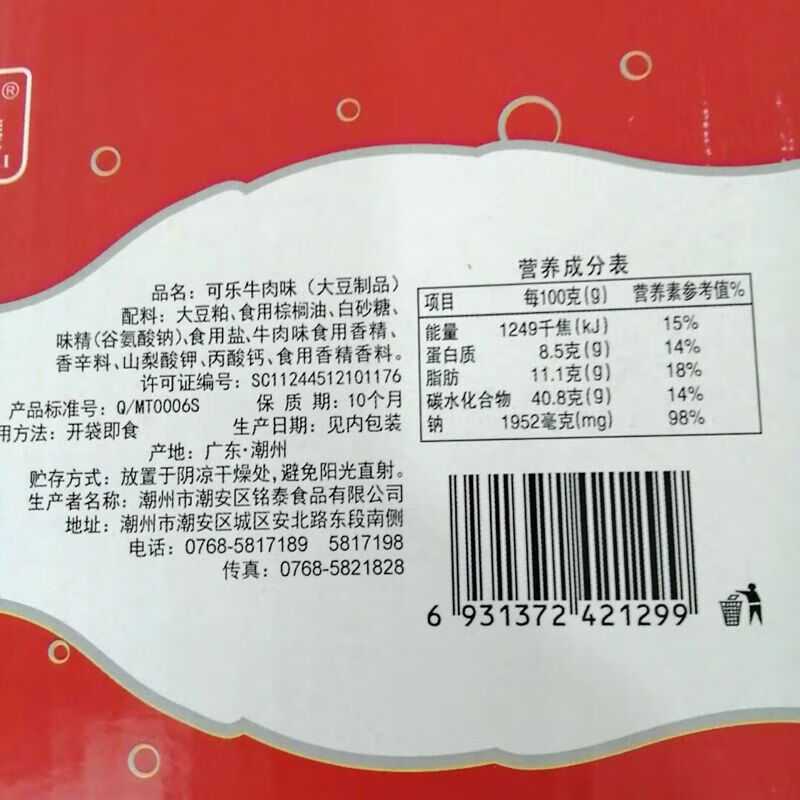 ®
品名：可乐牛肉味（大豆制品）
配料：大豆粕、食用棕榈油、白砂糖、
味精(谷氨酸钠)、食用盐、牛肉味食用香精、
香辛料、山梨酸钾、丙酸钙、食用香精香料。
许可证编号：SC11244512101176
产品标准号：Q/MT0006S 保 质 期：10个月
用方法：开袋即食 生产日期：见内包装
产地：广东·潮州
贮存方式：放置于阴凉干燥处,避免阳光直射。
生产者名称：潮州市潮安区铭泰食品有限公司
地址：潮州市潮安区城区安北路东段南侧
电话：0768-5817189 5817198
传真：0768-5821828
营养成分表
项目 每100克(g) 营养素参考值%
能量 1249千焦(kJ) 15%
蛋白质 8.5克(g) 14%
脂肪 11.1克(g) 18%
碳水化合物 40.8克(g) 14%
钠 1952毫克(mg) 98%
6 931372 421299